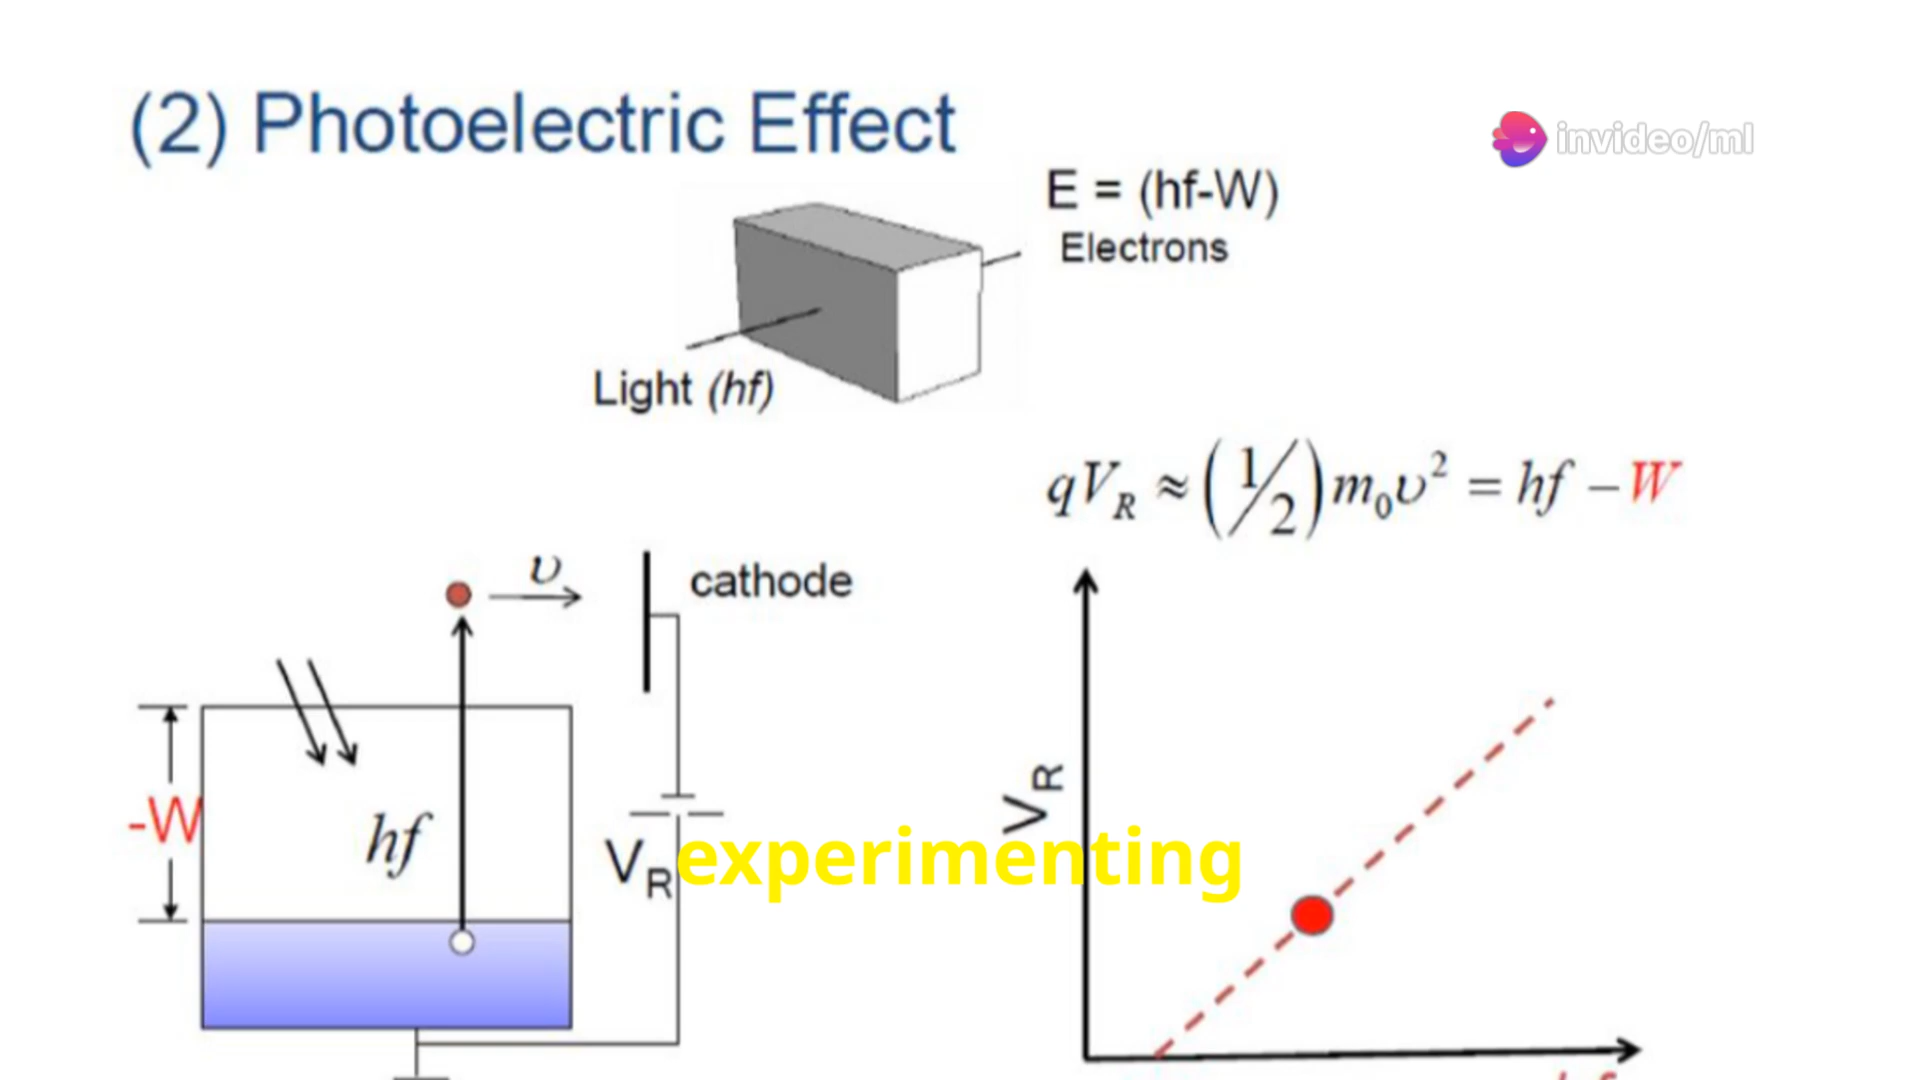 (2) Photoelectric Effect
invideo/ml
E = (hf-W)
Electrons
Light (hf)
qV_R ≈ (1/2) m₀υ² = hf – W
υ
cathode
-W
hf
V_R
V_R
experimenting